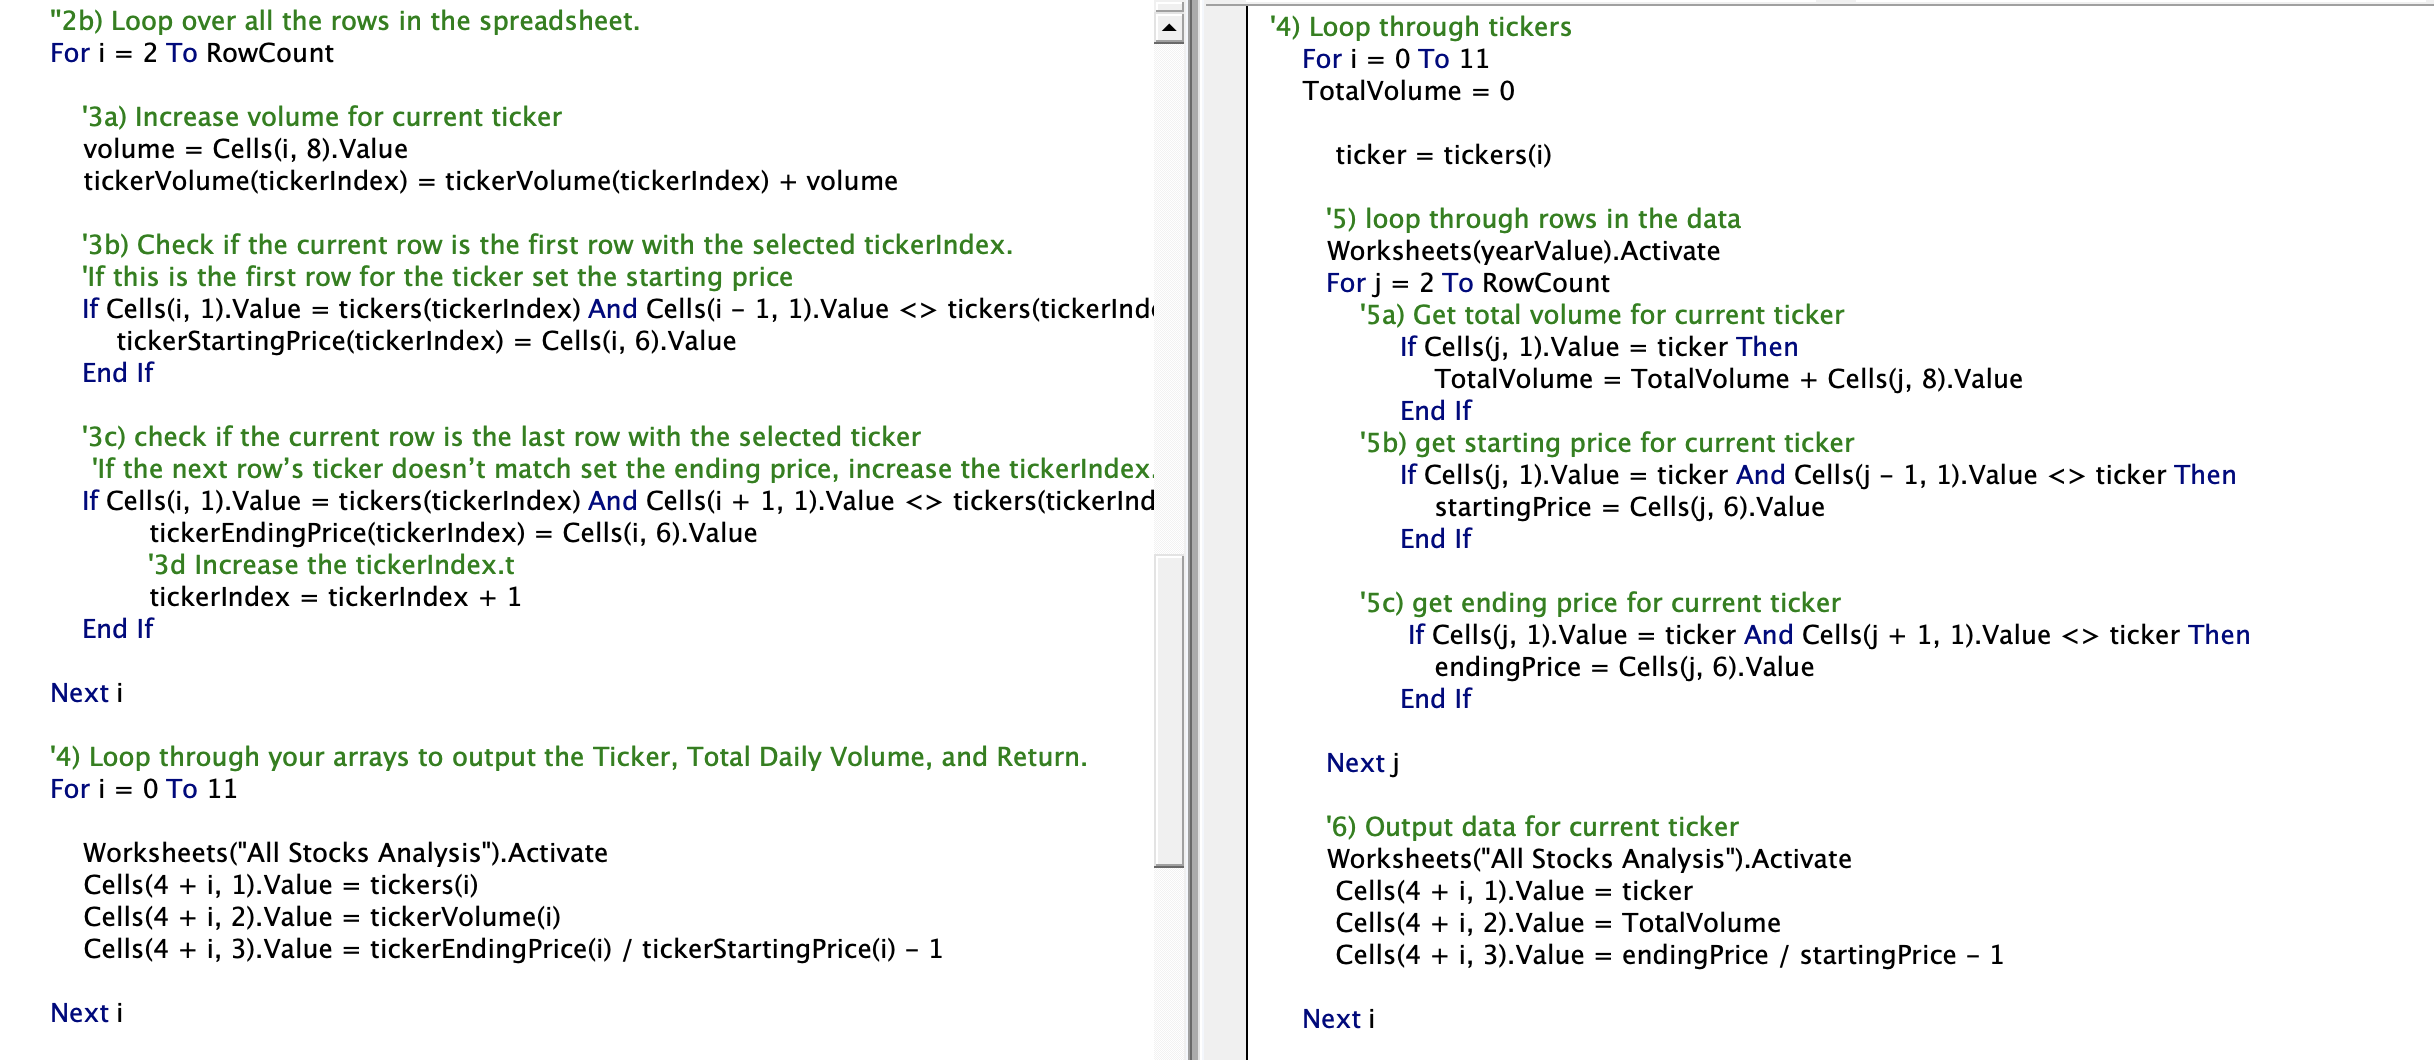 "2b) Loop over all the rows in the spreadsheet.
For i = 2 To RowCount
'3a) Increase volume for current ticker
volume = Cells(i, 8).Value
tickerVolume(tickerIndex) = tickerVolume(tickerIndex) + volume
'3b) Check if the current row is the first row with the selected tickerIndex.
'If this is the first row for the ticker set the starting price
If Cells(i, 1).Value = tickers(tickerIndex) And Cells(i - 1, 1).Value <> tickers(tickerInd
tickerStartingPrice(tickerIndex) = Cells(i, 6).Value
End If
'3c) check if the current row is the last row with the selected ticker
'If the next row's ticker doesn't match set the ending price, increase the tickerIndex.
If Cells(i, 1).Value = tickers(tickerIndex) And Cells(i + 1, 1).Value <> tickers(tickerInd
tickerEndingPrice(tickerIndex) = Cells(i, 6).Value
'3d Increase the tickerIndex.t
tickerIndex = tickerIndex + 1
End If
Next i
'4) Loop through your arrays to output the Ticker, Total Daily Volume, and Return.
For i = 0 To 11
Worksheets("All Stocks Analysis").Activate
Cells(4 + i, 1).Value = tickers(i)
Cells(4 + i, 2).Value = tickerVolume(i)
Cells(4 + i, 3).Value = tickerEndingPrice(i) / tickerStartingPrice(i) - 1
Next i
'4) Loop through tickers
For i = 0 To 11
TotalVolume = 0
ticker = tickers(i)
'5) loop through rows in the data
Worksheets(yearValue).Activate
For j = 2 To RowCount
'5a) Get total volume for current ticker
If Cells(j, 1).Value = ticker Then
TotalVolume = TotalVolume + Cells(j, 8).Value
End If
'5b) get starting price for current ticker
If Cells(j, 1).Value = ticker And Cells(j - 1, 1).Value <> ticker Then
startingPrice = Cells(j, 6).Value
End If
'5c) get ending price for current ticker
If Cells(j, 1).Value = ticker And Cells(j + 1, 1).Value <> ticker Then
endingPrice = Cells(j, 6).Value
End If
Next j
'6) Output data for current ticker
Worksheets("All Stocks Analysis").Activate
Cells(4 + i, 1).Value = ticker
Cells(4 + i, 2).Value = TotalVolume
Cells(4 + i, 3).Value = endingPrice / startingPrice - 1
Next i